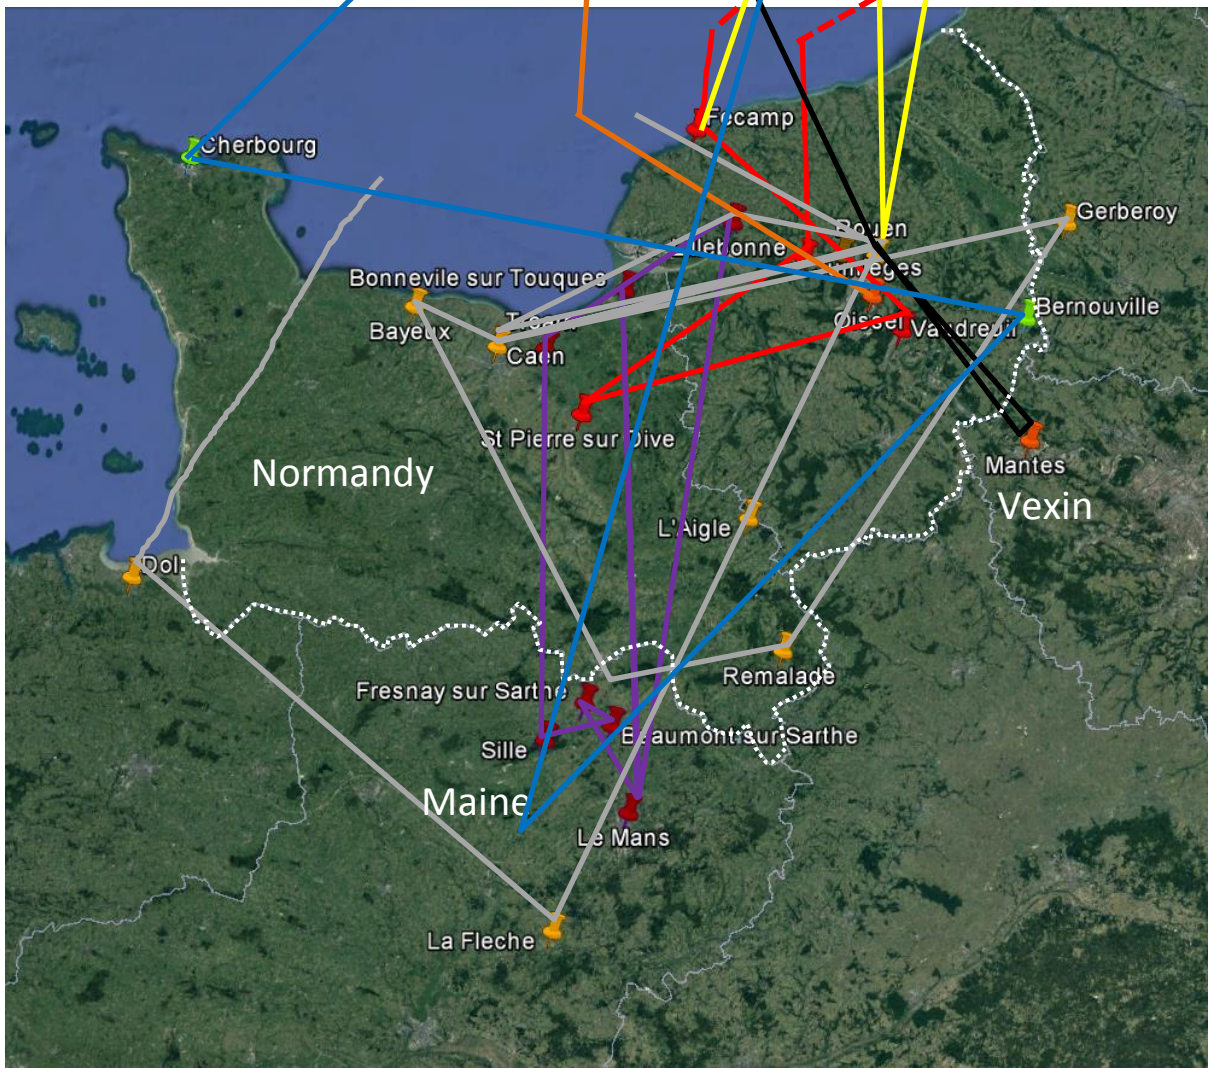 Fecamp
Cherbourg
Gerberoy
Rouen
Lillebonne
Jumieges
Bonnevile sur Touques
Bernouville
Bayeux
Troarn
Oissel
Vaudreuil
Caen
St Pierre sur Dive
Normandy
Mantes
Vexin
L'Aigle
Dol
Remalade
Fresnay sur Sarthe
Beaumont sur Sarthe
Sille
Maine
Le Mans
La Fleche